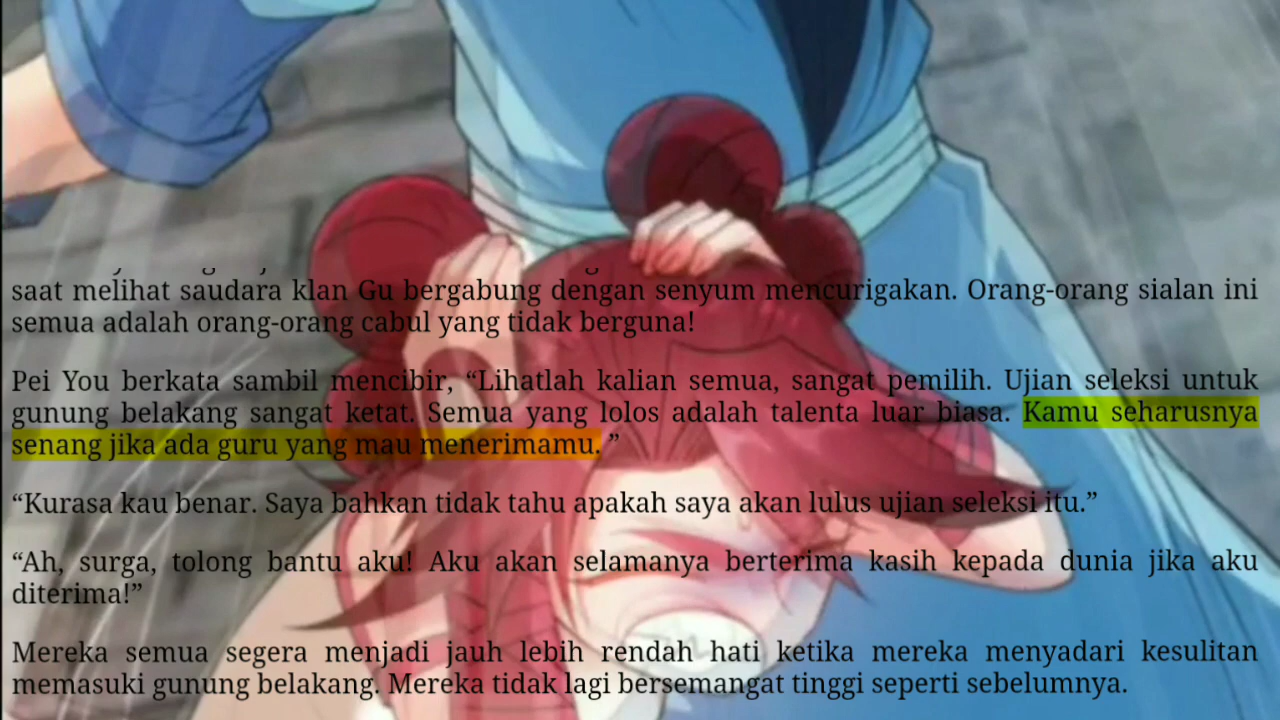 saat melihat saudara klan Gu bergabung dengan senyum mencurigakan. Orang-orang sialan ini
semua adalah orang-orang cabul yang tidak berguna!
Pei You berkata sambil mencibir, “Lihatlah kalian semua, sangat pemilih. Ujian seleksi untuk
gunung belakang sangat ketat. Semua yang lolos adalah talenta luar biasa. Kamu seharusnya
senang jika ada guru yang mau menerimamu. ”
“Kurasa kau benar. Saya bahkan tidak tahu apakah saya akan lulus ujian seleksi itu.”
“Ah, surga, tolong bantu aku! Aku akan selamanya berterima kasih kepada dunia jika aku
diterima!”
Mereka semua segera menjadi jauh lebih rendah hati ketika mereka menyadari kesulitan
memasuki gunung belakang. Mereka tidak lagi bersemangat tinggi seperti sebelumnya.